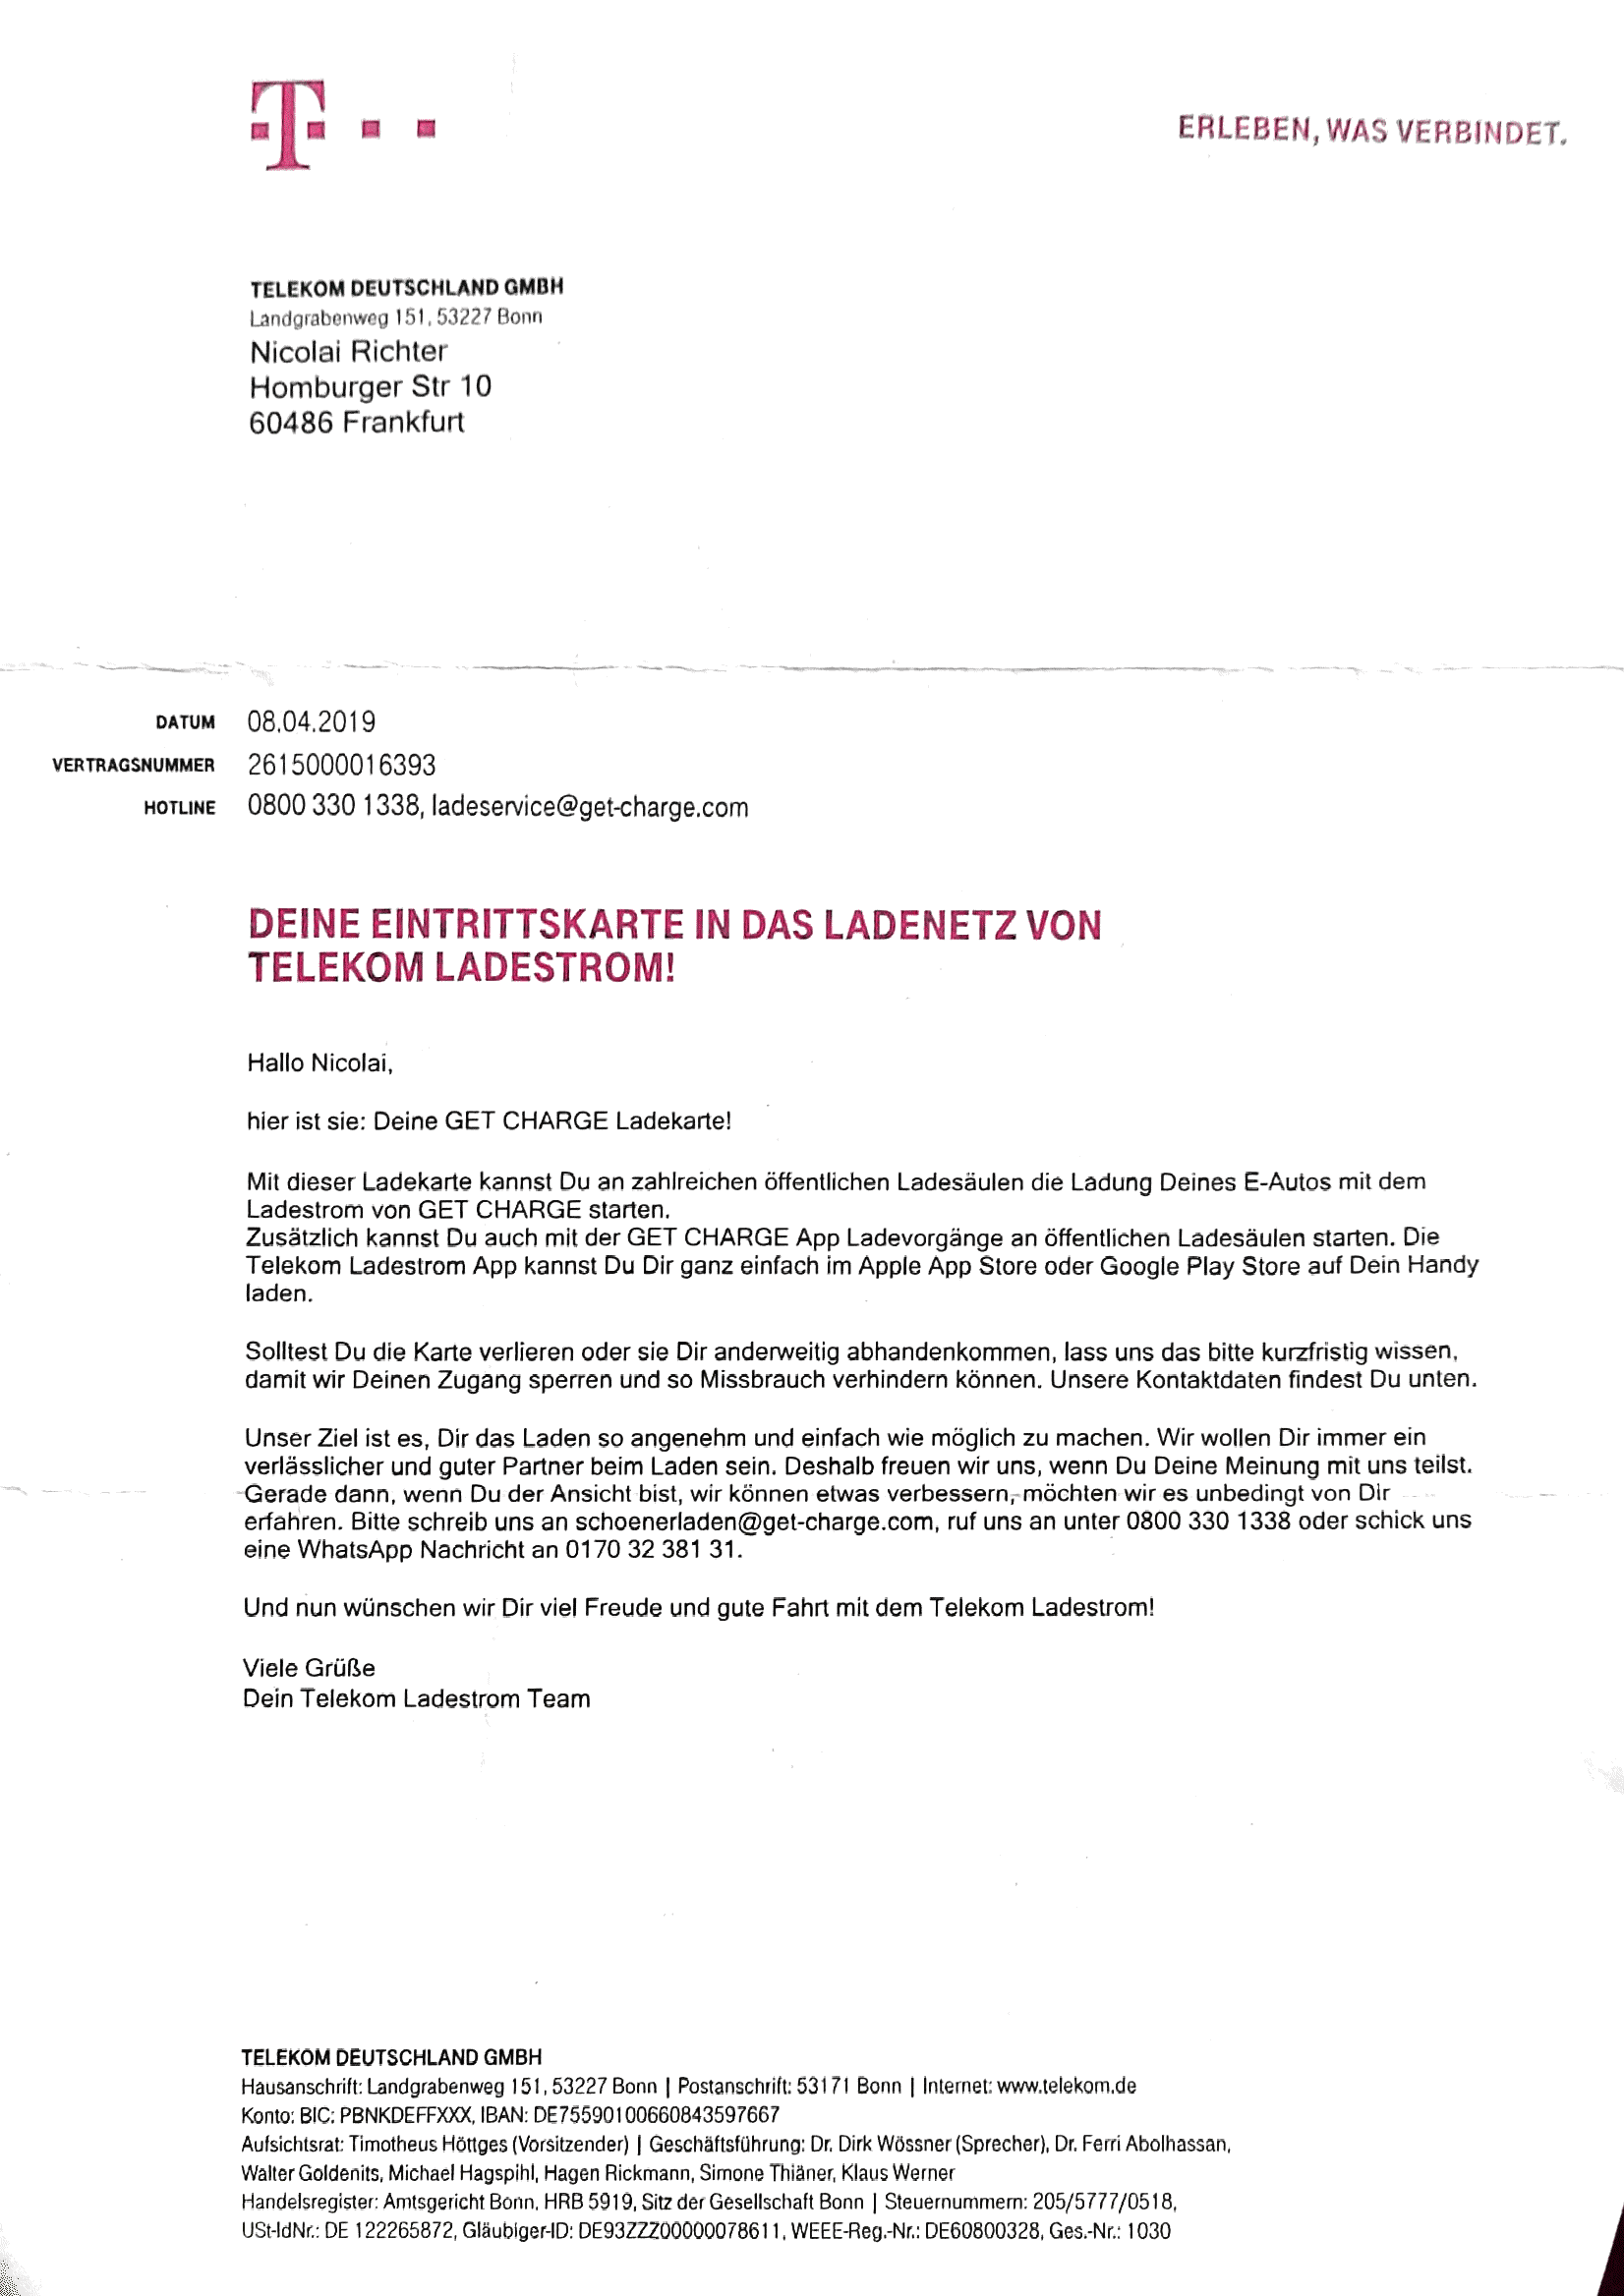 T
ERLEBEN, WAS VERBINDET.
TELEKOM DEUTSCHLAND GMBH
Landgrabenweg 151, 53227 Bonn
Nicolai Richter
Homburger Str 10
60486 Frankfurt
DATUM 08.04.2019
VERTRAGSNUMMER 2615000016393
HOTLINE 0800 330 1338, ladeservice@get-charge.com
DEINE EINTRITTSKARTE IN DAS LADENETZ VON
TELEKOM LADESTROM!
Hallo Nicolai,
hier ist sie: Deine GET CHARGE Ladekarte!
Mit dieser Ladekarte kannst Du an zahlreichen öffentlichen Ladesäulen die Ladung Deines E-Autos mit dem
Ladestrom von GET CHARGE starten.
Zusätzlich kannst Du auch mit der GET CHARGE App Ladevorgänge an öffentlichen Ladesäulen starten. Die
Telekom Ladestrom App kannst Du Dir ganz einfach im Apple App Store oder Google Play Store auf Dein Handy
laden.
Solltest Du die Karte verlieren oder sie Dir anderweitig abhandenkommen, lass uns das bitte kurzfristig wissen,
damit wir Deinen Zugang sperren und so Missbrauch verhindern können. Unsere Kontaktdaten findest Du unten.
Unser Ziel ist es, Dir das Laden so angenehm und einfach wie möglich zu machen. Wir wollen Dir immer ein
verlässlicher und guter Partner beim Laden sein. Deshalb freuen wir uns, wenn Du Deine Meinung mit uns teilst.
Gerade dann, wenn Du der Ansicht bist, wir können etwas verbessern, möchten wir es unbedingt von Dir
erfahren. Bitte schreib uns an schoenerladen@get-charge.com, ruf uns an unter 0800 330 1338 oder schick uns
eine WhatsApp Nachricht an 0170 32 381 31.
Und nun wünschen wir Dir viel Freude und gute Fahrt mit dem Telekom Ladestrom!
Viele Grüße
Dein Telekom Ladestrom Team
TELEKOM DEUTSCHLAND GMBH
Hausanschrift: Landgrabenweg 151, 53227 Bonn | Postanschrift: 53171 Bonn | Internet: www.telekom.de
Konto: BIC: PBNKDEFFXXX, IBAN: DE75590100660843597667
Aufsichtsrat: Timotheus Höttges (Vorsitzender) | Geschäftsführung: Dr. Dirk Wössner (Sprecher), Dr. Ferri Abolhassan,
Walter Goldenits, Michael Hagspihl, Hagen Rickmann, Simone Thiäner, Klaus Werner
Handelsregister: Amtsgericht Bonn, HRB 5919, Sitz der Gesellschaft Bonn | Steuernummern: 205/5777/0518,
USt-IdNr.: DE 122265872, Gläubiger-ID: DE93ZZZ00000078611, WEEE-Reg.-Nr.: DE60800328, Ges.-Nr.: 1030